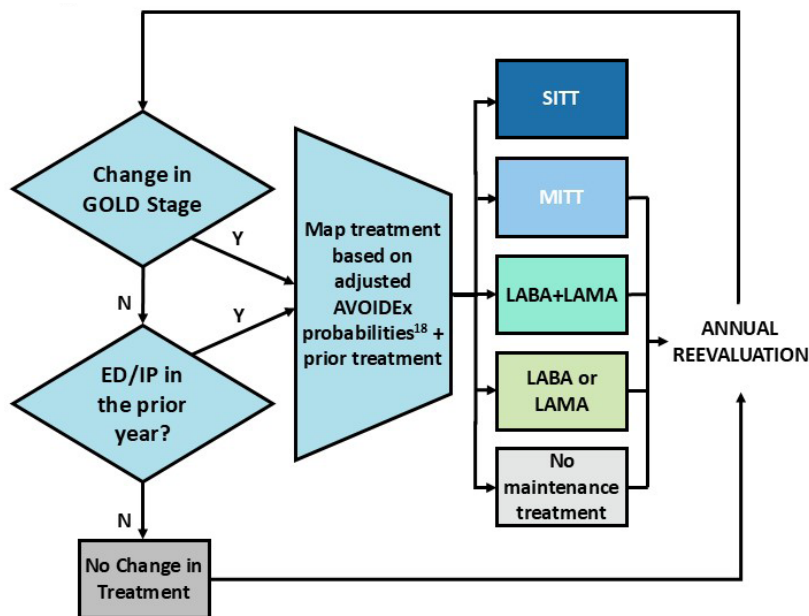 Change in
GOLD Stage
Y
N
Y
ED/IP in
the prior
year?
N
No Change in
Treatment
Map treatment
based on
adjusted
AVOIDEx
probabilities¹⁸ +
prior treatment
SITT
MITT
LABA+LAMA
LABA or
LAMA
No
maintenance
treatment
ANNUAL
REEVALUATION